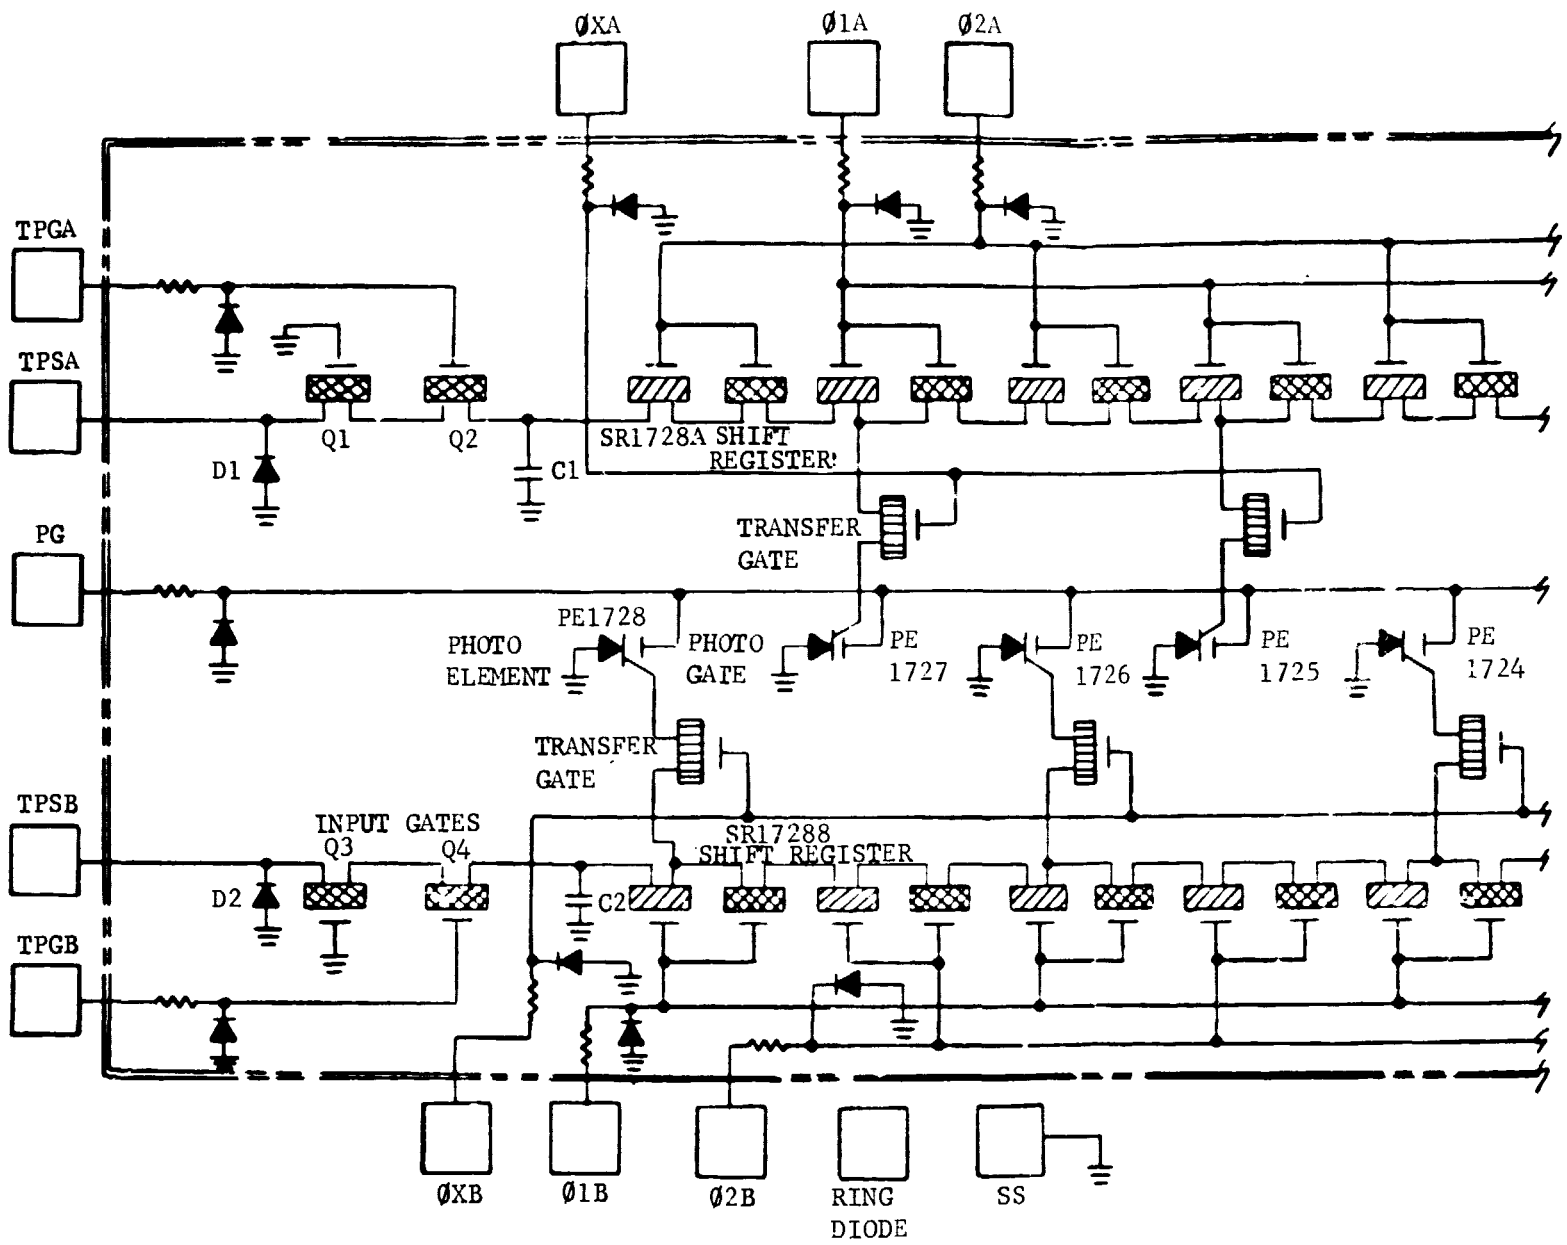 ØXA
Ø1A
Ø2A
TPGA
TPSA
Q1
Q2
SR1728A SHIFT
REGISTER
D1
C1
TRANSFER
GATE
PG
PE1728
PHOTO
ELEMENT
PHOTO
GATE
PE
1727
PE
1726
PE
1725
PE
1724
TRANSFER
GATE
TPSB
INPUT GATES
Q3
Q4
SR1728B
SHIFT REGISTER
D2
C2
TPGB
ØXB
Ø1B
Ø2B
RING
DIODE
SS